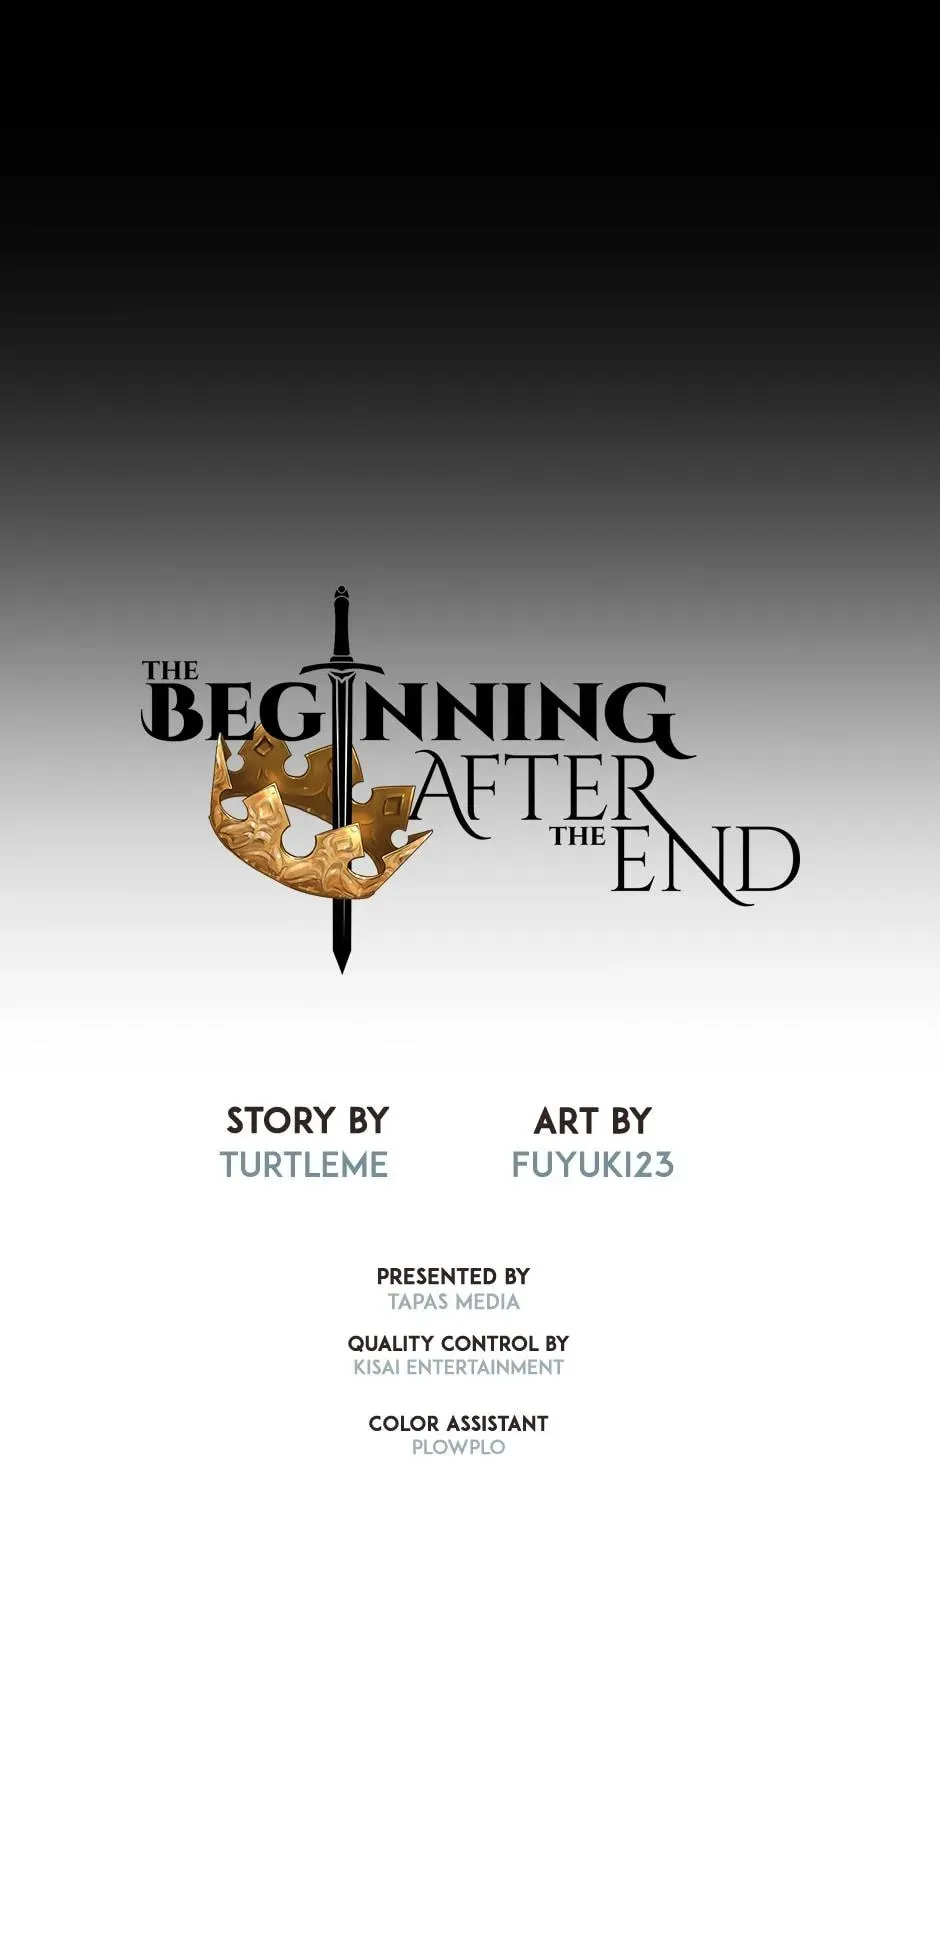 THE
BEGINNING
AFTER
THE END
STORY BY
TURTLEME
ART BY
FUYUKI23
PRESENTED BY
TAPAS MEDIA
QUALITY CONTROL BY
KISAI ENTERTAINMENT
COLOR ASSISTANT
PLOWPLO